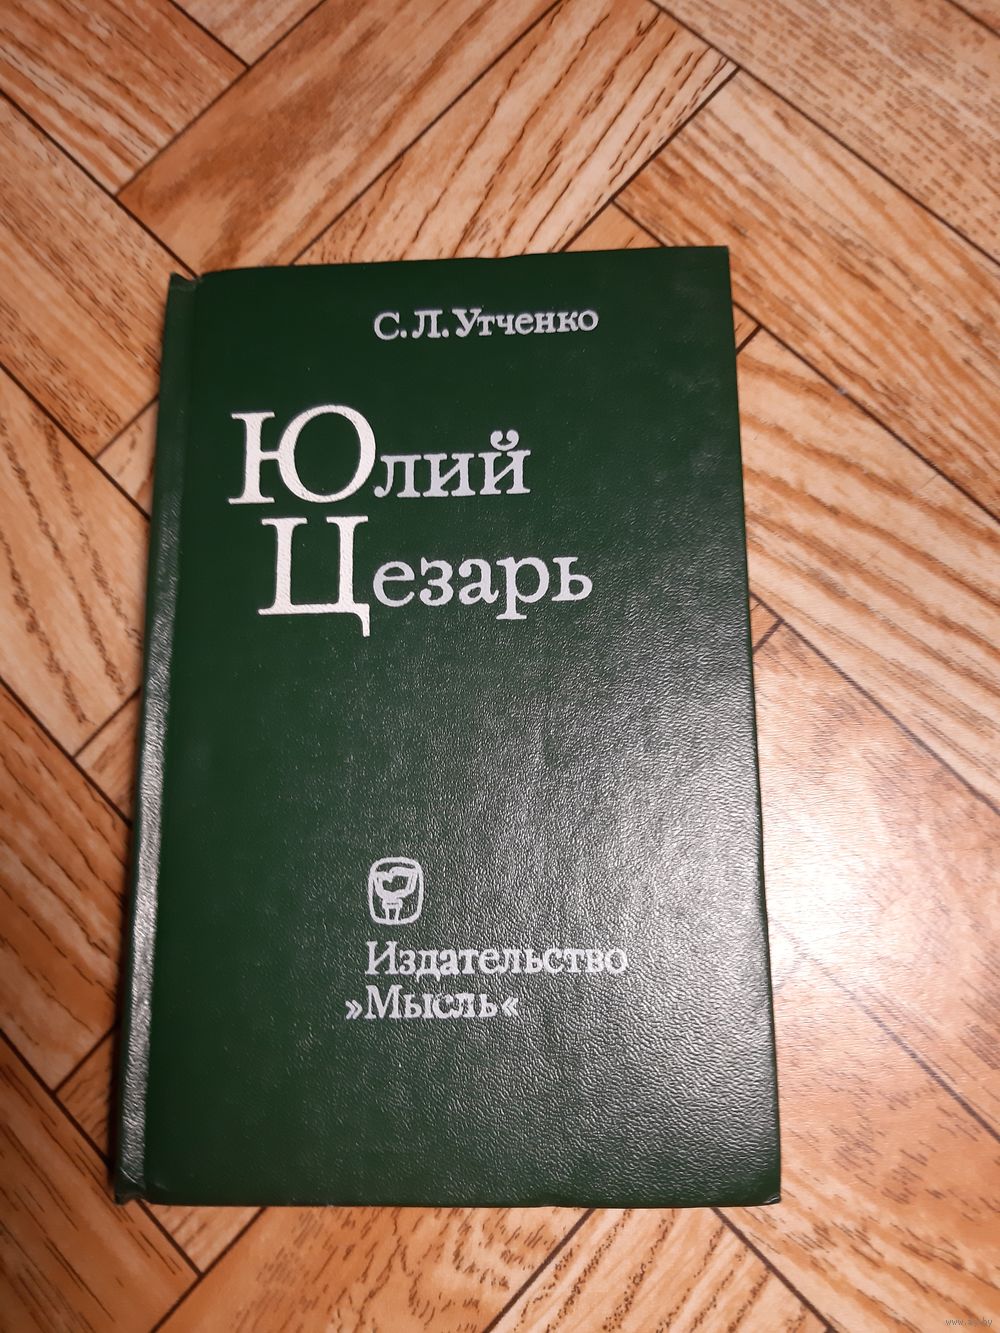 С.Л.Утченко
Юлий
Цезарь
Издательство
»Мысль«